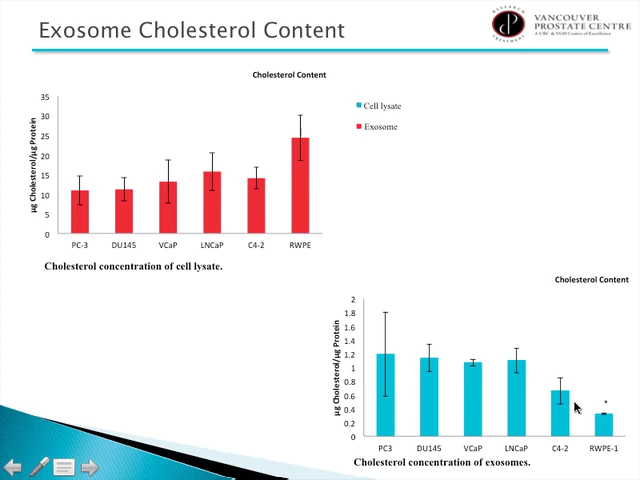 Exosome Cholesterol Content
RESEARCH
TREATMENT
VANCOUVER
PROSTATE CENTRE
A UBC & VGH Centre of Excellence
Cholesterol Content
µg Cholesterol/µg Protein
35
30
25
20
15
10
5
0
PC-3 DU145 VCaP LNCaP C4-2 RWPE
Cell lysate
Exosome
Cholesterol concentration of cell lysate.
Cholesterol Content
µg Cholesterol/µg Protein
2
1.8
1.6
1.4
1.2
1
0.8
0.6
0.4
0.2
0
*
PC3 DU145 VCaP LNCaP C4-2 RWPE-1
Cholesterol concentration of exosomes.